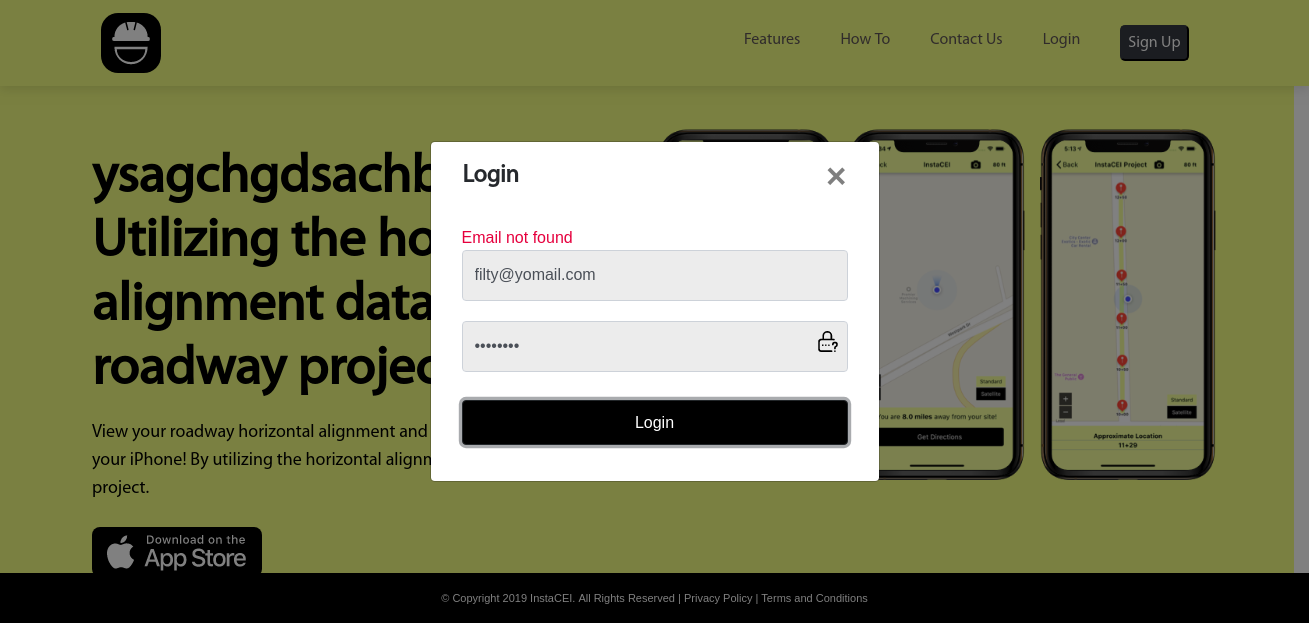 Features How To Contact Us Login Sign Up
ysagchgdsachb
Utilizing the ho
alignment data
roadway projec
View your roadway horizontal alignment and
your iPhone! By utilizing the horizontal alignm
project.
Download on the
App Store
Login
Email not found
filty@yomail.com
••••••••
Login
InstaCEI
80 ft
Standard
Satellite
You are 8.0 miles away from your site!
Get Directions
5:13
Back InstaCEI Project 80 ft
Standard
Satellite
Approximate Location
11+29
© Copyright 2019 InstaCEI. All Rights Reserved | Privacy Policy | Terms and Conditions